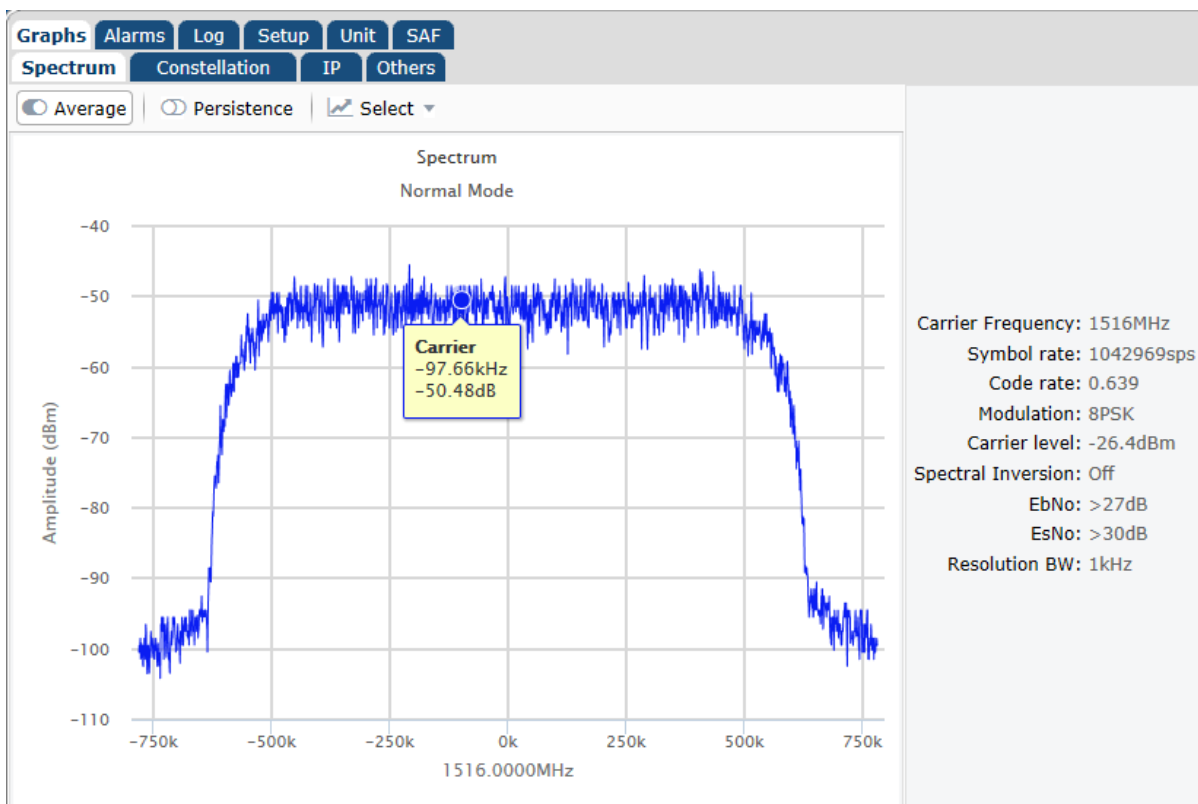 Graphs Alarms Log Setup Unit SAF
Spectrum Constellation IP Others
Average Persistence Select
Spectrum
Normal Mode
-40
-50
-60
-70
-80
-90
-100
-110
Amplitude (dBm)
Carrier
-97.66kHz
-50.48dB
-750k -500k -250k 0k 250k 500k 750k
1516.0000MHz
Carrier Frequency: 1516MHz
Symbol rate: 1042969sps
Code rate: 0.639
Modulation: 8PSK
Carrier level: -26.4dBm
Spectral Inversion: Off
EbNo: >27dB
EsNo: >30dB
Resolution BW: 1kHz